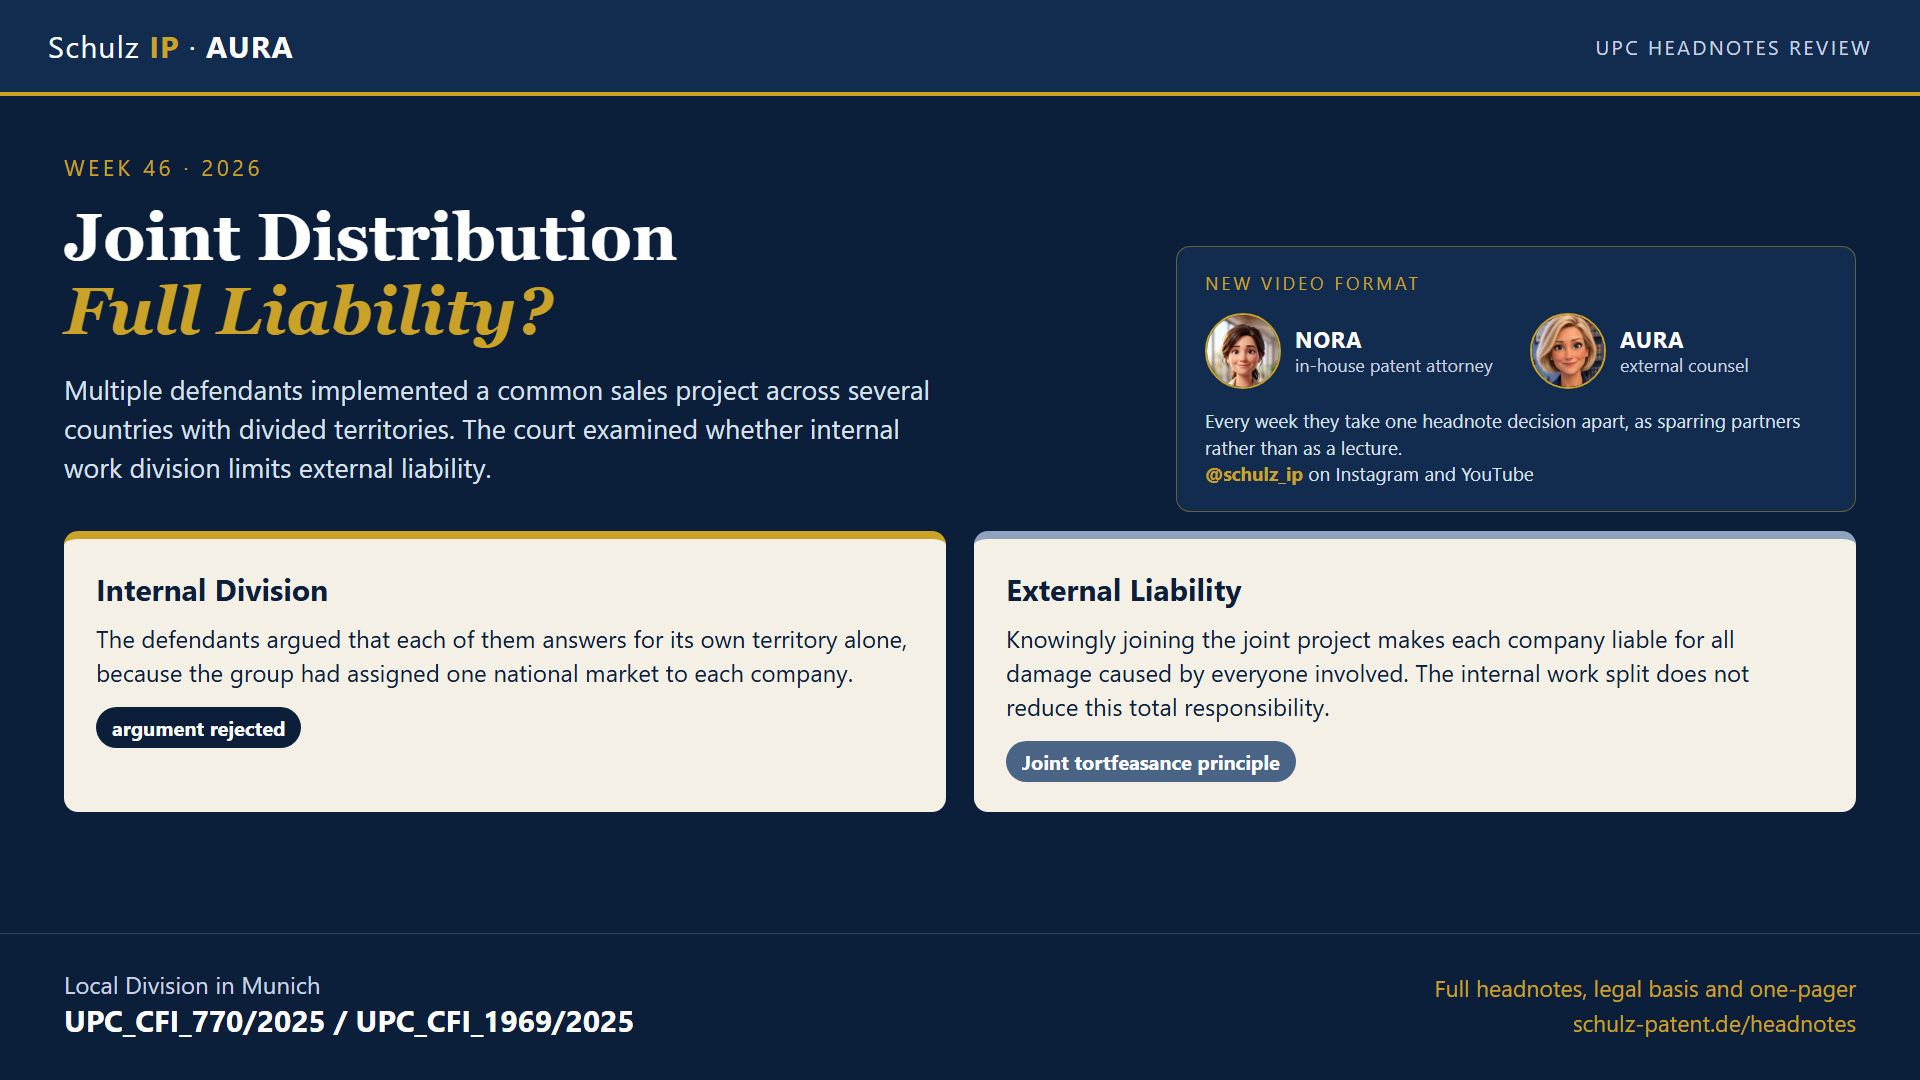 Schulz IP · AURA
UPC HEADNOTES REVIEW
WEEK 46 · 2026
Joint Distribution
Full Liability?
Multiple defendants implemented a common sales project across several
countries with divided territories. The court examined whether internal
work division limits external liability.
NEW VIDEO FORMAT
NORA
in-house patent attorney
AURA
external counsel
Every week they take one headnote decision apart, as sparring partners
rather than as a lecture.
@schulz_ip on Instagram and YouTube
Internal Division
The defendants argued that each of them answers for its own territory alone,
because the group had assigned one national market to each company.
argument rejected
External Liability
Knowingly joining the joint project makes each company liable for all
damage caused by everyone involved. The internal work split does not
reduce this total responsibility.
Joint tortfeasance principle
Local Division in Munich
UPC_CFI_770/2025 / UPC_CFI_1969/2025
Full headnotes, legal basis and one-pager
schulz-patent.de/headnotes